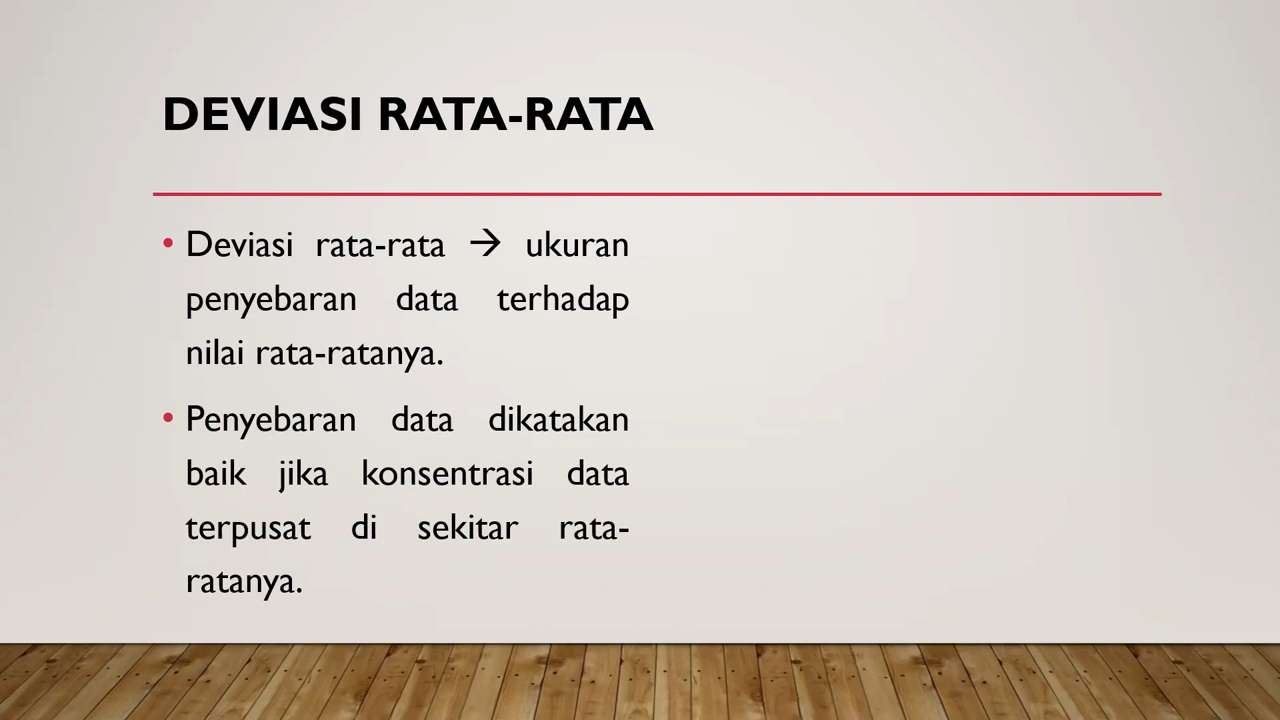 DEVIASI RATA-RATA
• Deviasi rata-rata → ukuran
penyebaran data terhadap
nilai rata-ratanya.
• Penyebaran data dikatakan
baik jika konsentrasi data
terpusat di sekitar rata-
ratanya.